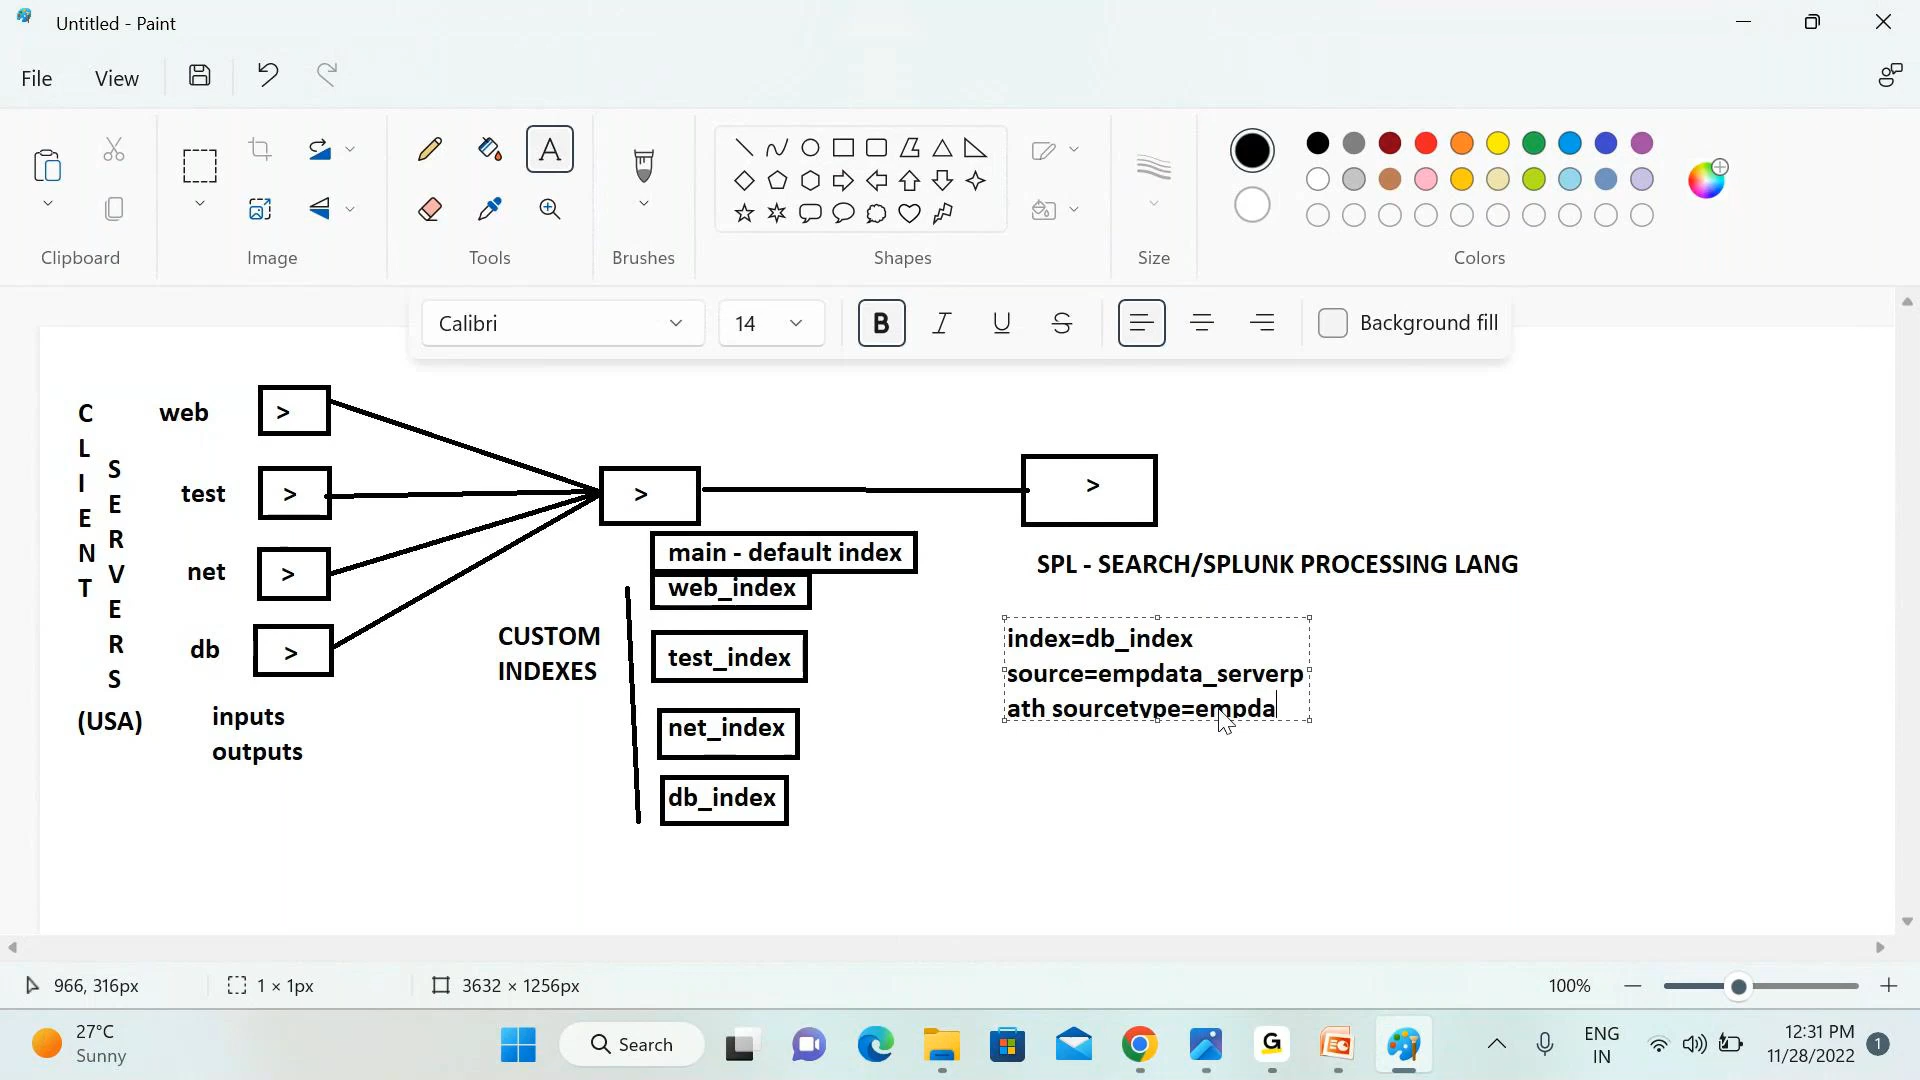 Untitled - Paint
File View
Clipboard
Image
Tools
Brushes
Shapes
Size
Colors
Calibri 14 B I U S Background fill
CLIENT
SERVERS
(USA)
web >
test >
net >
db >
inputs
outputs
>
main - default index
web_index
CUSTOM
INDEXES
test_index
net_index
db_index
>
SPL - SEARCH/SPLUNK PROCESSING LANG
index=db_index
source=empdata_serverp
ath sourcetype=empda
966, 316px 1 × 1px 3632 × 1256px 100%
27°C
Sunny
Search
ENG
IN
12:31 PM
11/28/2022
1